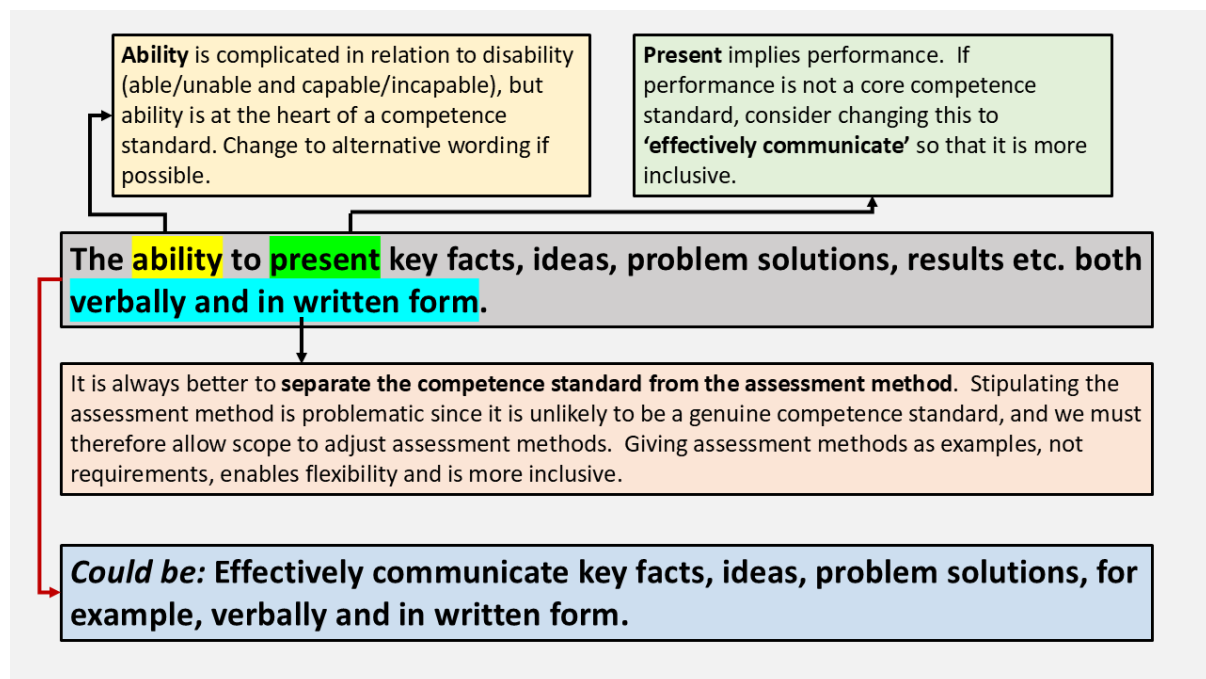 Ability is complicated in relation to disability
(able/unable and capable/incapable), but
ability is at the heart of a competence
standard. Change to alternative wording if
possible.
Present implies performance.  If
performance is not a core competence
standard, consider changing this to
‘effectively communicate’ so that it is more
inclusive.
The ability to present key facts, ideas, problem solutions, results etc. both
verbally and in written form.
It is always better to separate the competence standard from the assessment method.  Stipulating the
assessment method is problematic since it is unlikely to be a genuine competence standard, and we must
therefore allow scope to adjust assessment methods.  Giving assessment methods as examples, not
requirements, enables flexibility and is more inclusive.
Could be: Effectively communicate key facts, ideas, problem solutions, for
example, verbally and in written form.